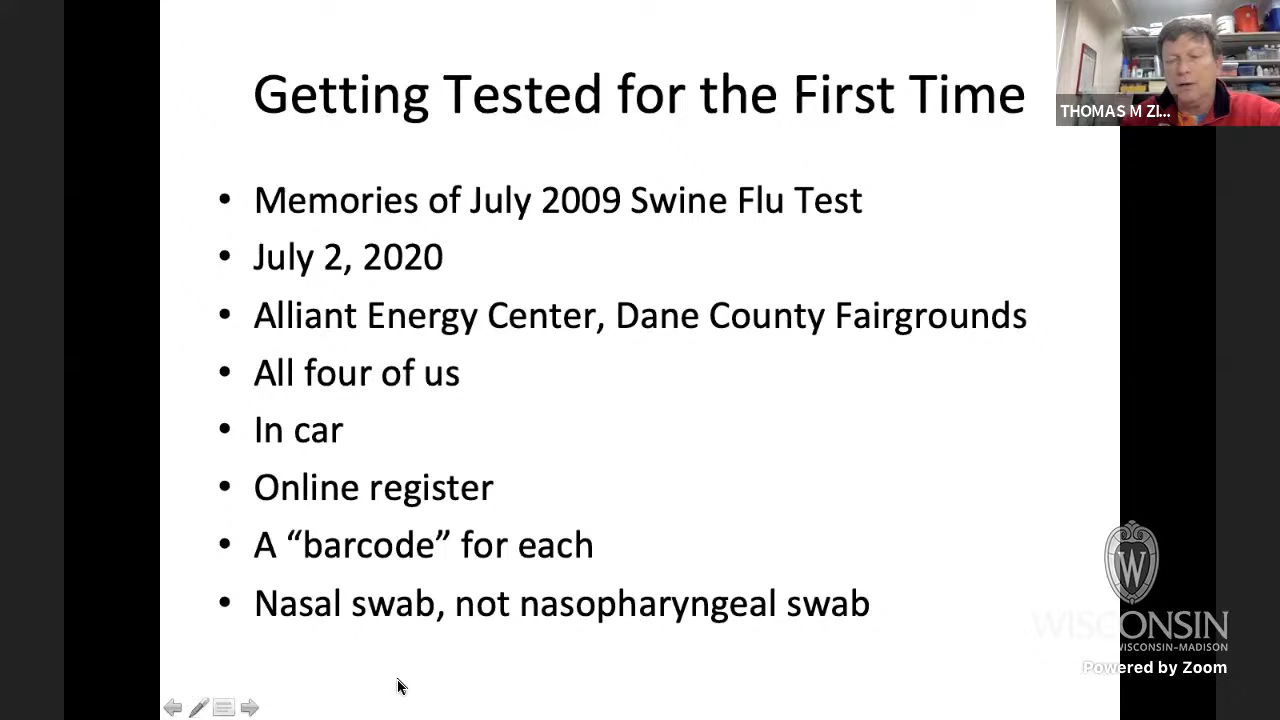 Getting Tested for the First Time
THOMAS M ZI...
• Memories of July 2009 Swine Flu Test
• July 2, 2020
• Alliant Energy Center, Dane County Fairgrounds
• All four of us
• In car
• Online register
• A “barcode” for each
• Nasal swab, not nasopharyngeal swab
W
WISCONSIN
WISCONSIN–MADISON
Powered by Zoom